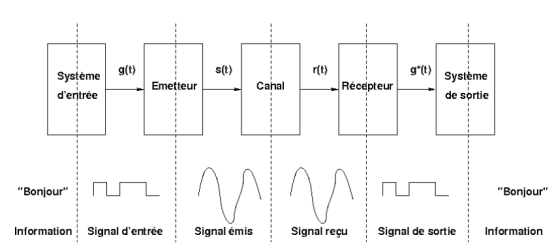 g(t) s(t) r(t) g*(t)
Système
d'entrée
Emetteur
Canal
Récepteur
Système
de sortie
"Bonjour" "Bonjour"
Information Signal d'entrée Signal émis Signal reçu Signal de sortie Information